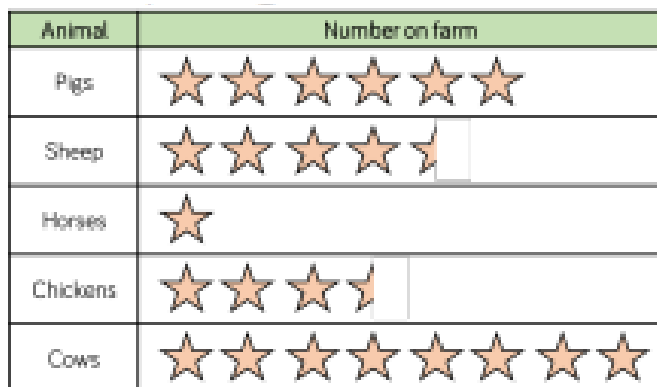 Animal Number on farm
Pigs
Sheep
Horses
Chickens
Cows